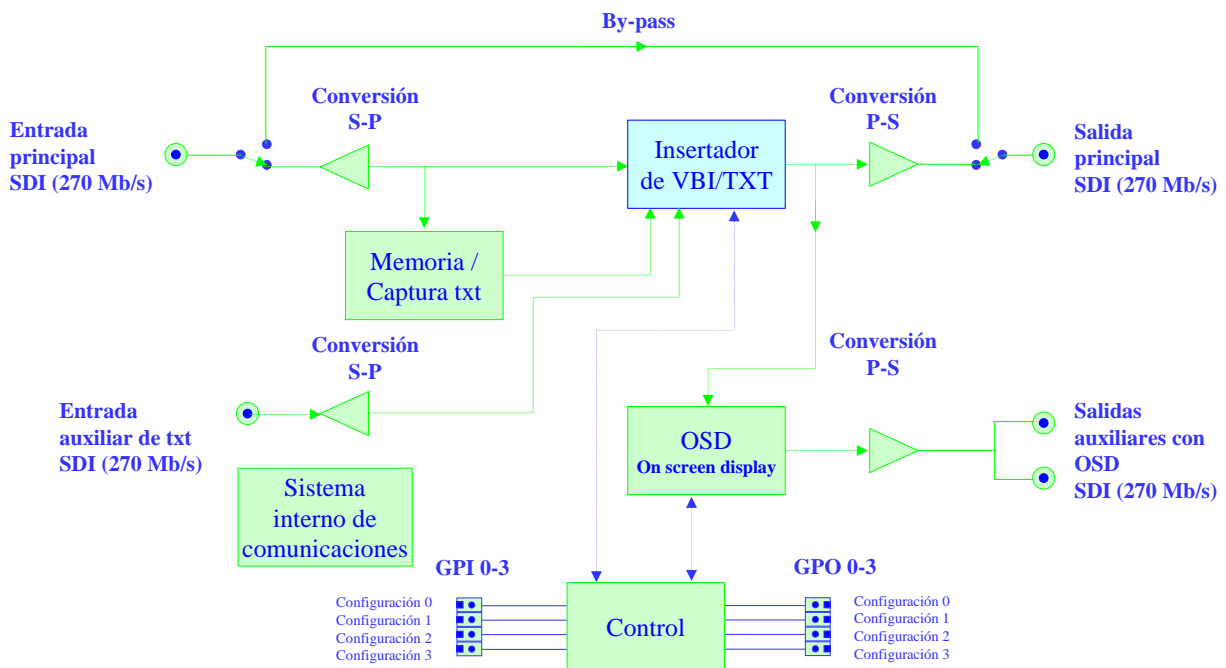 By-pass
Conversión
S-P
Conversión
P-S
Entrada
principal
SDI (270 Mb/s)
Insertador
de VBI/TXT
Salida
principal
SDI (270 Mb/s)
Memoria /
Captura txt
Conversión
S-P
Conversión
P-S
Entrada
auxiliar de txt
SDI (270 Mb/s)
OSD
On screen display
Salidas
auxiliares con
OSD
SDI (270 Mb/s)
Sistema
interno de
comunicaciones
GPI 0-3
GPO 0-3
Configuración 0
Configuración 1
Configuración 2
Configuración 3
Control
Configuración 0
Configuración 1
Configuración 2
Configuración 3